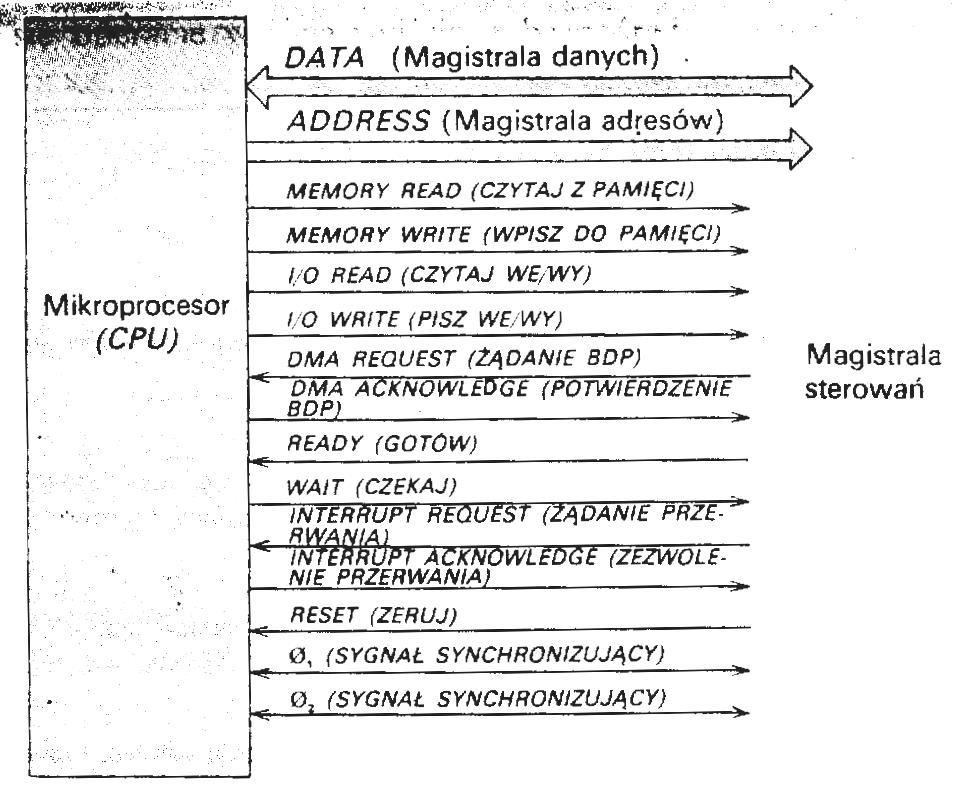 DATA (Magistrala danych)
ADDRESS (Magistrala adresów)
MEMORY READ (CZYTAJ Z PAMIĘCI)
MEMORY WRITE (WPISZ DO PAMIĘCI)
I/O READ (CZYTAJ WE/WY)
Mikroprocesor
(CPU)
I/O WRITE (PISZ WE/WY)
DMA REQUEST (ŻĄDANIE BDP)
Magistrala
sterowań
DMA ACKNOWLEDGE (POTWIERDZENIE
BDP)
READY (GOTÓW)
WAIT (CZEKAJ)
INTERRUPT REQUEST (ŻĄDANIE PRZE-
RWANIA)
INTERRUPT ACKNOWLEDGE (ZEZWOLE-
NIE PRZERWANIA)
RESET (ZERUJ)
Ø₁ (SYGNAŁ SYNCHRONIZUJĄCY)
Ø₂ (SYGNAŁ SYNCHRONIZUJĄCY)